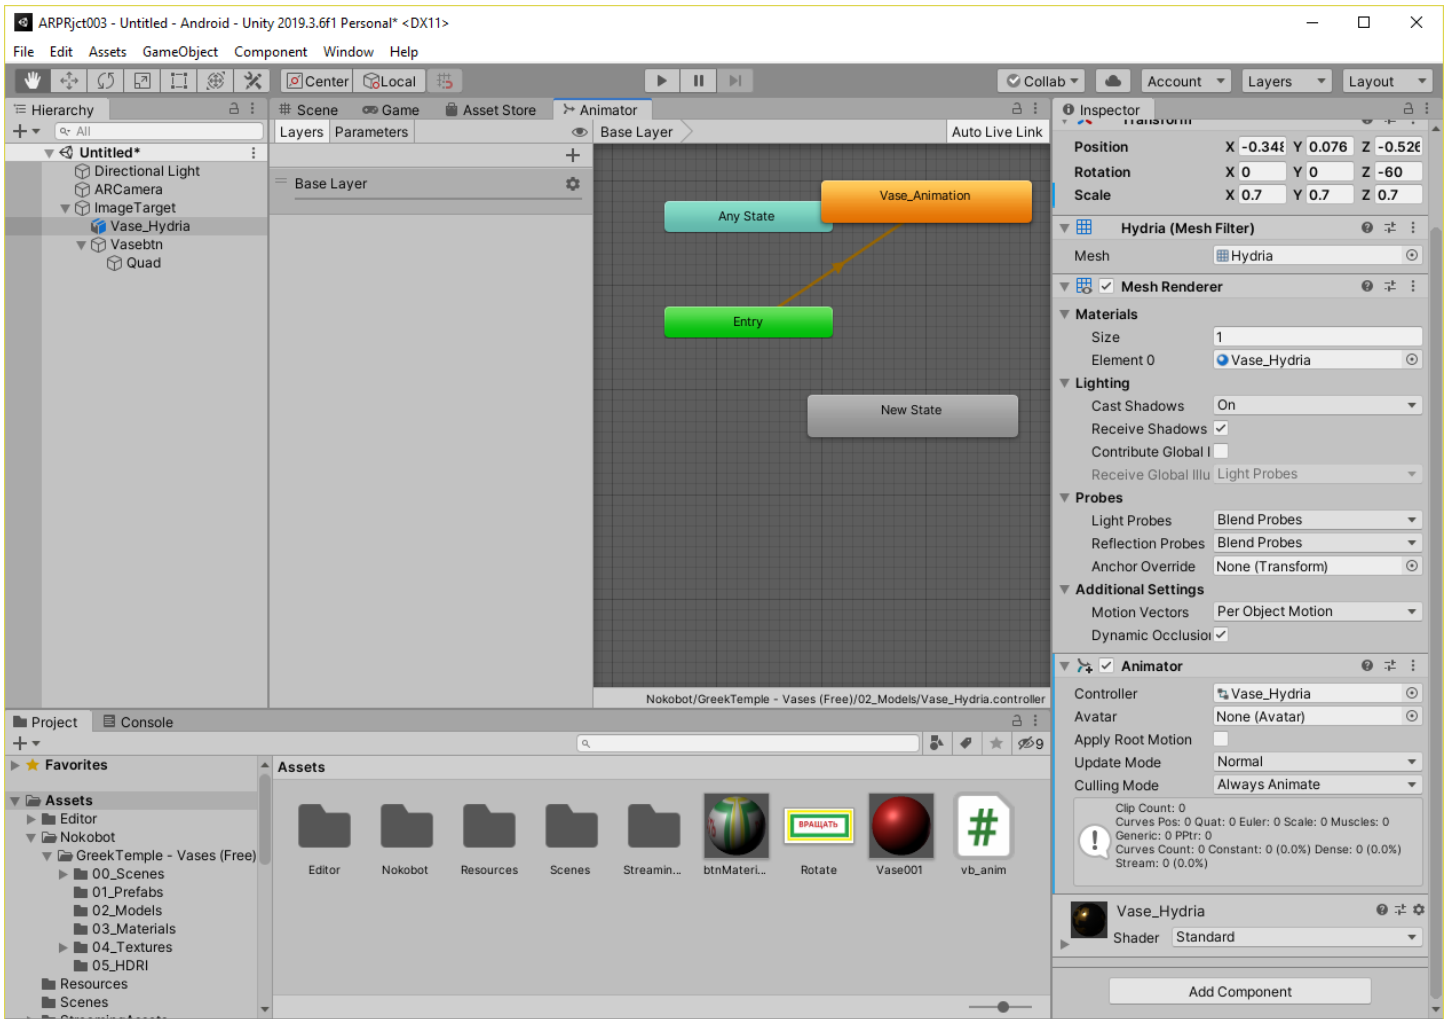 ARPRjct003 - Untitled - Android - Unity 2019.3.6f1 Personal* <DX11>
File Edit Assets GameObject Component Window Help
Center Local Collab Account Layers Layout
Hierarchy
All
Untitled*
Directional Light
ARCamera
ImageTarget
Vase_Hydria
Vasebtn
Quad
Scene Game Asset Store Animator
Layers Parameters Base Layer Auto Live Link
Base Layer
Vase_Animation
Any State
Entry
New State
Nokobot/GreekTemple - Vases (Free)/02_Models/Vase_Hydria.controller
Inspector
Transform
Position X -0.348 Y 0.076 Z -0.526
Rotation X 0 Y 0 Z -60
Scale X 0.7 Y 0.7 Z 0.7
Hydria (Mesh Filter)
Mesh Hydria
Mesh Renderer
Materials
Size 1
Element 0 Vase_Hydria
Lighting
Cast Shadows On
Receive Shadows
Contribute Global I
Receive Global Illu Light Probes
Probes
Light Probes Blend Probes
Reflection Probes Blend Probes
Anchor Override None (Transform)
Additional Settings
Motion Vectors Per Object Motion
Dynamic Occlusio
Animator
Controller Vase_Hydria
Avatar None (Avatar)
Apply Root Motion
Update Mode Normal
Culling Mode Always Animate
Clip Count: 0
Curves Pos: 0 Quat: 0 Euler: 0 Scale: 0 Muscles: 0
Generic: 0 PPtr: 0
Curves Count: 0 Constant: 0 (0.0%) Dense: 0 (0.0%)
Stream: 0 (0.0%)
Vase_Hydria
Shader Standard
Add Component
Project Console
9
Favorites
Assets
Editor
Nokobot
GreekTemple - Vases (Free)
00_Scenes
01_Prefabs
02_Models
03_Materials
04_Textures
05_HDRI
Resources
Scenes
StreamingAssets
Assets
ВРАЩАТЬ
Editor Nokobot Resources Scenes Streamin... btnMateri... Rotate Vase001 vb_anim